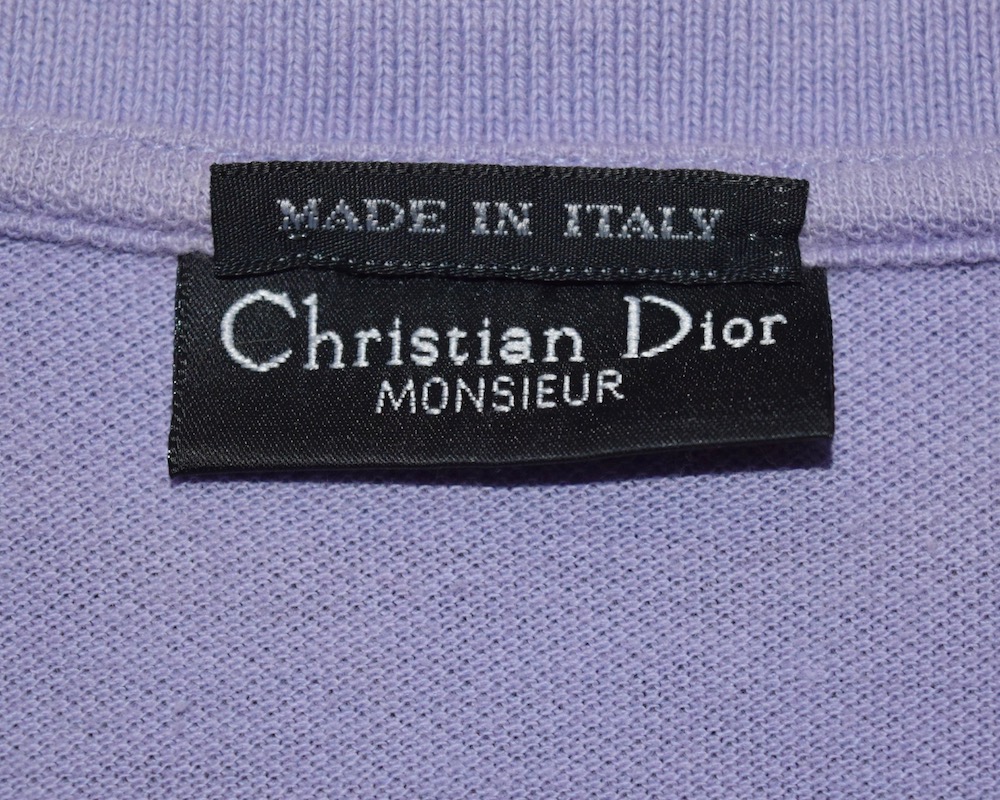 MADE IN ITALY
Christian Dior
MONSIEUR